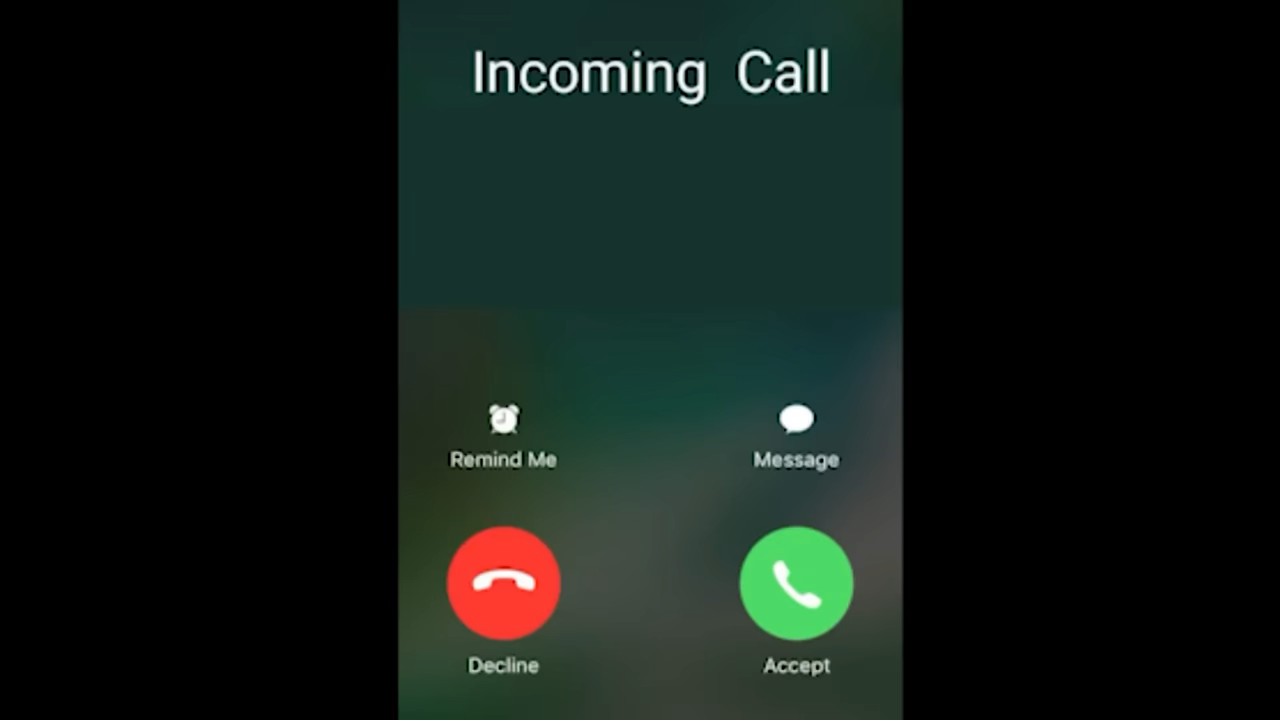 Incoming Call
Remind Me
Message
Decline
Accept